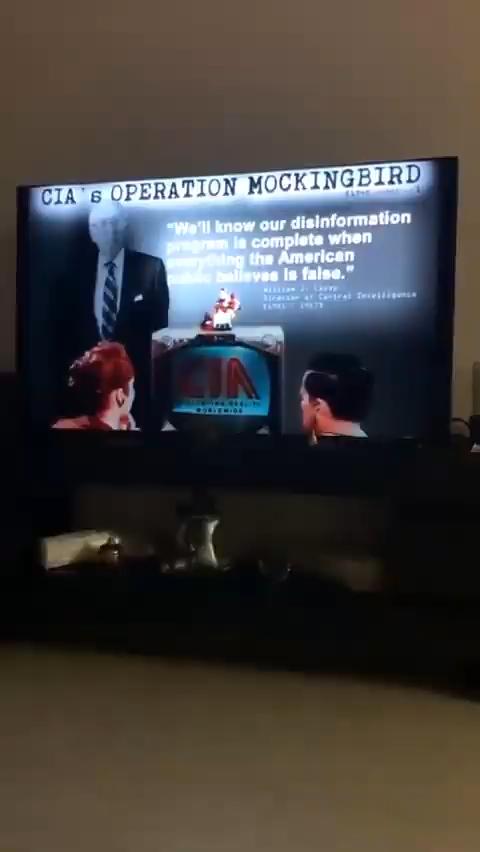 CIA's OPERATION MOCKINGBIRD
"We'll know our disinformation
program is complete when
everything the American
public believes is false."
William J. Casey
Director of Central Intelligence
CIA
WORLDWIDE